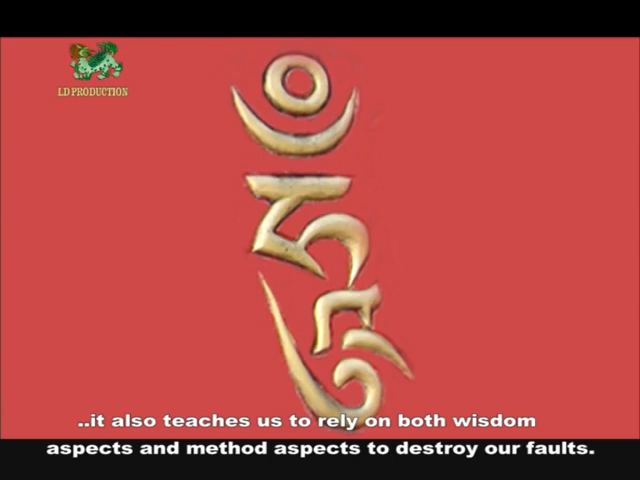 LD PRODUCTION
ཧཱུྃ
..it also teaches us to rely on both wisdom
aspects and method aspects to destroy our faults.